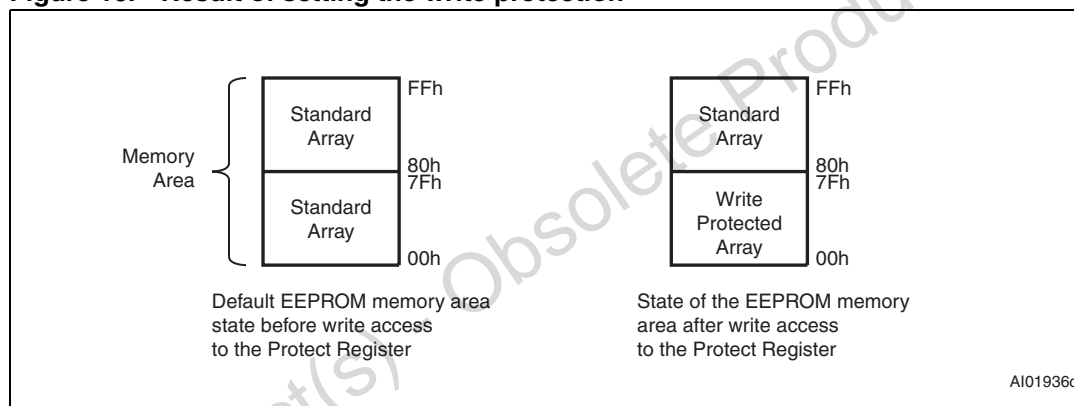 Figure 10. Result of setting the write protection
Memory
Area
Standard
Array
Standard
Array
FFh
80h
7Fh
00h
Default EEPROM memory area
state before write access
to the Protect Register
Standard
Array
Write
Protected
Array
FFh
80h
7Fh
00h
State of the EEPROM memory
area after write access
to the Protect Register
AI01936c
ct(s) - Obsolete Produ